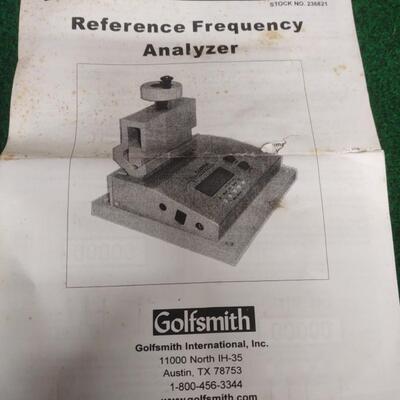 STOCK NO. 236821
Reference Frequency
Analyzer
Golfsmith
Golfsmith International, Inc.
11000 North IH-35
Austin, TX 78753
1-800-456-3344
www.golfsmith.com